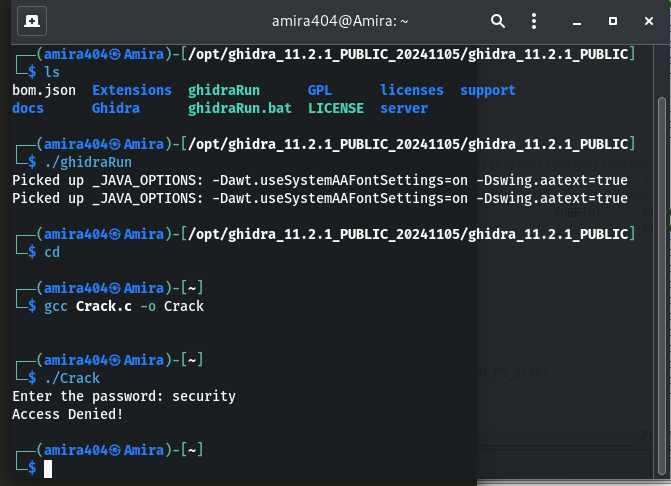 amira404@Amira: ~
┌──(amira404㉿Amira)-[/opt/ghidra_11.2.1_PUBLIC_20241105/ghidra_11.2.1_PUBLIC]
└─$ ls
bom.json Extensions ghidraRun GPL licenses support
docs Ghidra ghidraRun.bat LICENSE server
┌──(amira404㉿Amira)-[/opt/ghidra_11.2.1_PUBLIC_20241105/ghidra_11.2.1_PUBLIC]
└─$ ./ghidraRun
Picked up _JAVA_OPTIONS: -Dawt.useSystemAAFontSettings=on -Dswing.aatext=true
Picked up _JAVA_OPTIONS: -Dawt.useSystemAAFontSettings=on -Dswing.aatext=true
┌──(amira404㉿Amira)-[/opt/ghidra_11.2.1_PUBLIC_20241105/ghidra_11.2.1_PUBLIC]
└─$ cd
┌──(amira404㉿Amira)-[~]
└─$ gcc Crack.c -o Crack
┌──(amira404㉿Amira)-[~]
└─$ ./Crack
Enter the password: security
Access Denied!
┌──(amira404㉿Amira)-[~]
└─$